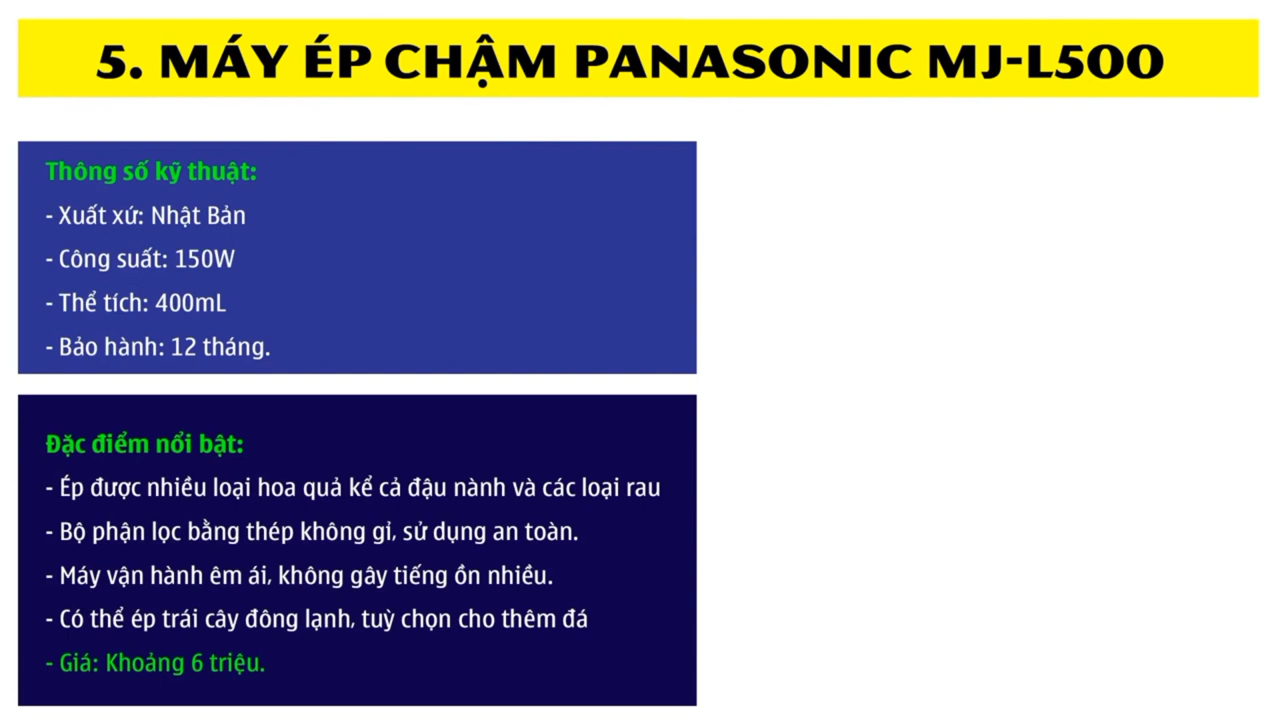 5. MÁY ÉP CHẬM PANASONIC MJ-L500
Thông số kỹ thuật:
- Xuất xứ: Nhật Bản
- Công suất: 150W
- Thể tích: 400mL
- Bảo hành: 12 tháng.
Đặc điểm nổi bật:
- Ép được nhiều loại hoa quả kể cả đậu nành và các loại rau
- Bộ phận lọc bằng thép không gỉ, sử dụng an toàn.
- Máy vận hành êm ái, không gây tiếng ồn nhiều.
- Có thể ép trái cây đông lạnh, tuỳ chọn cho thêm đá
- Giá: Khoảng 6 triệu.